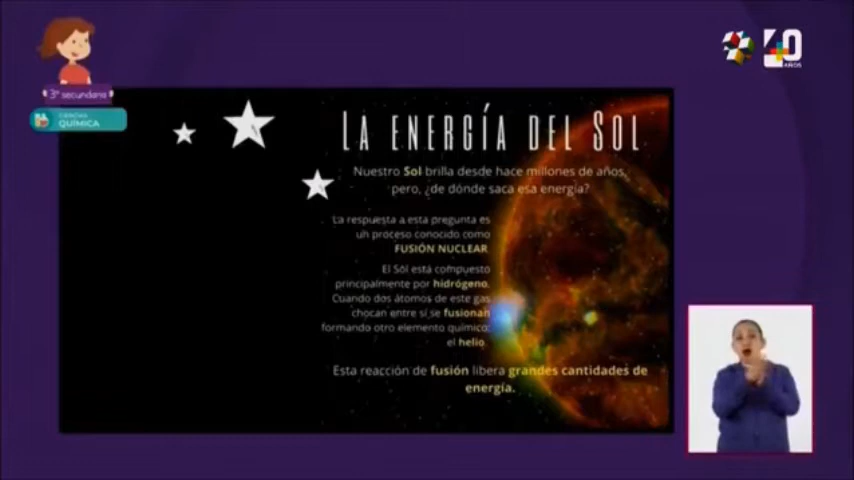 40
AÑOS
3° secundaria
CIENCIAS
QUÍMICA
LA ENERGÍA DEL SOL
Nuestro Sol brilla desde hace millones de años,
pero, ¿de dónde saca esa energía?
La respuesta a esta pregunta es
un proceso conocido como
FUSIÓN NUCLEAR.
El Sol está compuesto
principalmente por hidrógeno.
Cuando dos átomos de este gas
chocan entre sí se fusionan
formando otro elemento químico:
el helio.
Esta reacción de fusión libera grandes cantidades de
energía.